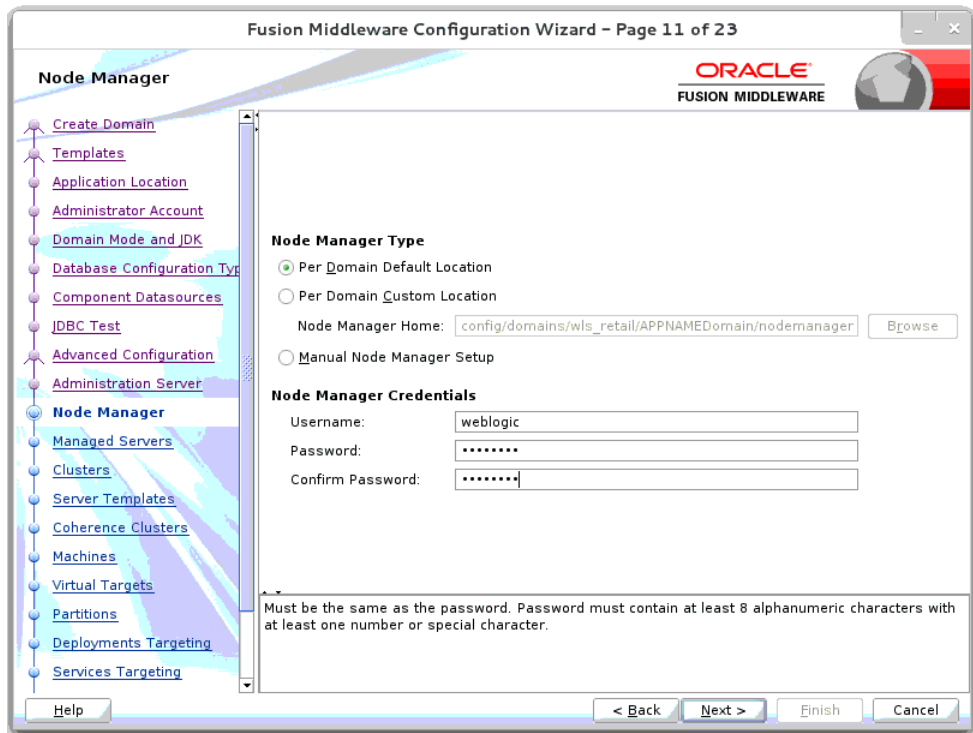 Fusion Middleware Configuration Wizard – Page 11 of 23
Node Manager
ORACLE
FUSION MIDDLEWARE
Create Domain
Templates
Application Location
Administrator Account
Domain Mode and JDK
Database Configuration Typ
Component Datasources
JDBC Test
Advanced Configuration
Administration Server
Node Manager
Managed Servers
Clusters
Server Templates
Coherence Clusters
Machines
Virtual Targets
Partitions
Deployments Targeting
Services Targeting
Node Manager Type
Per Domain Default Location
Per Domain Custom Location
Node Manager Home: config/domains/wls_retail/APPNAMEDomain/nodemanager Browse
Manual Node Manager Setup
Node Manager Credentials
Username: weblogic
Password: ••••••••
Confirm Password: ••••••••
Must be the same as the password. Password must contain at least 8 alphanumeric characters with
at least one number or special character.
Help < Back Next > Finish Cancel